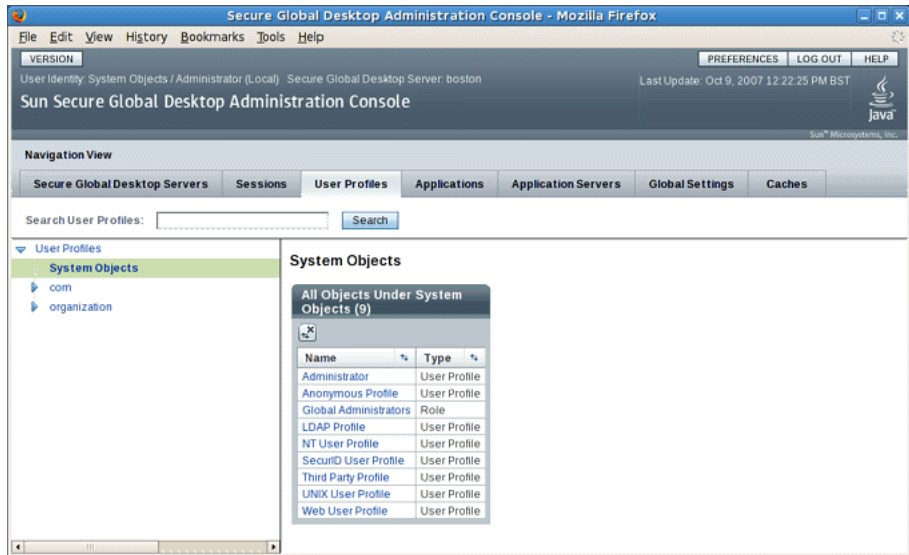 Secure Global Desktop Administration Console - Mozilla Firefox
File Edit View History Bookmarks Tools Help
VERSION PREFERENCES LOG OUT HELP
User Identity: System Objects / Administrator (Local) Secure Global Desktop Server: boston Last Update: Oct 9, 2007 12:22:25 PM BST
Sun Secure Global Desktop Administration Console
Java
Sun™ Microsystems, Inc.
Navigation View
Secure Global Desktop Servers Sessions User Profiles Applications Application Servers Global Settings Caches
Search User Profiles: Search
User Profiles
System Objects
com
organization
System Objects
All Objects Under System
Objects (9)
Name Type
Administrator User Profile
Anonymous Profile User Profile
Global Administrators Role
LDAP Profile User Profile
NT User Profile User Profile
SecurID User Profile User Profile
Third Party Profile User Profile
UNIX User Profile User Profile
Web User Profile User Profile